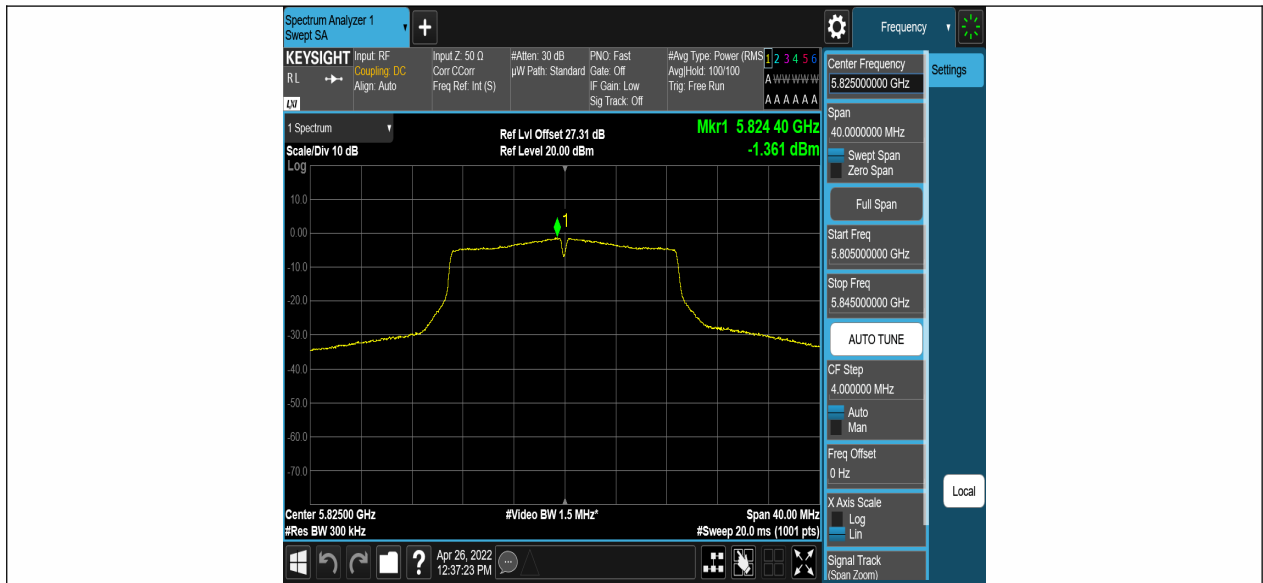 Spectrum Analyzer 1
Swept SA
Frequency
KEYSIGHT
RL
LXI
Input: RF
Coupling: DC
Align: Auto
Input Z: 50 Ω
Corr CCorr
Freq Ref: Int (S)
#Atten: 30 dB
µW Path: Standard
PNO: Fast
Gate: Off
IF Gain: Low
Sig Track: Off
#Avg Type: Power (RMS
Avg|Hold: 100/100
Trig: Free Run
1 2 3 4 5 6
A W W W W W
A A A A A A
1 Spectrum
Scale/Div 10 dB
Ref Lvl Offset 27.31 dB
Ref Level 20.00 dBm
Mkr1 5.824 40 GHz
-1.361 dBm
Log
10.0
0.00
-10.0
-20.0
-30.0
-40.0
-50.0
-60.0
-70.0
1
Center 5.82500 GHz
#Res BW 300 kHz
#Video BW 1.5 MHz*
Span 40.00 MHz
#Sweep 20.0 ms (1001 pts)
Center Frequency
5.825000000 GHz
Settings
Span
40.0000000 MHz
Swept Span
Zero Span
Full Span
Start Freq
5.805000000 GHz
Stop Freq
5.845000000 GHz
AUTO TUNE
CF Step
4.000000 MHz
Auto
Man
Freq Offset
0 Hz
X Axis Scale
Log
Lin
Local
Signal Track
(Span Zoom)
?
Apr 26, 2022
12:37:23 PM